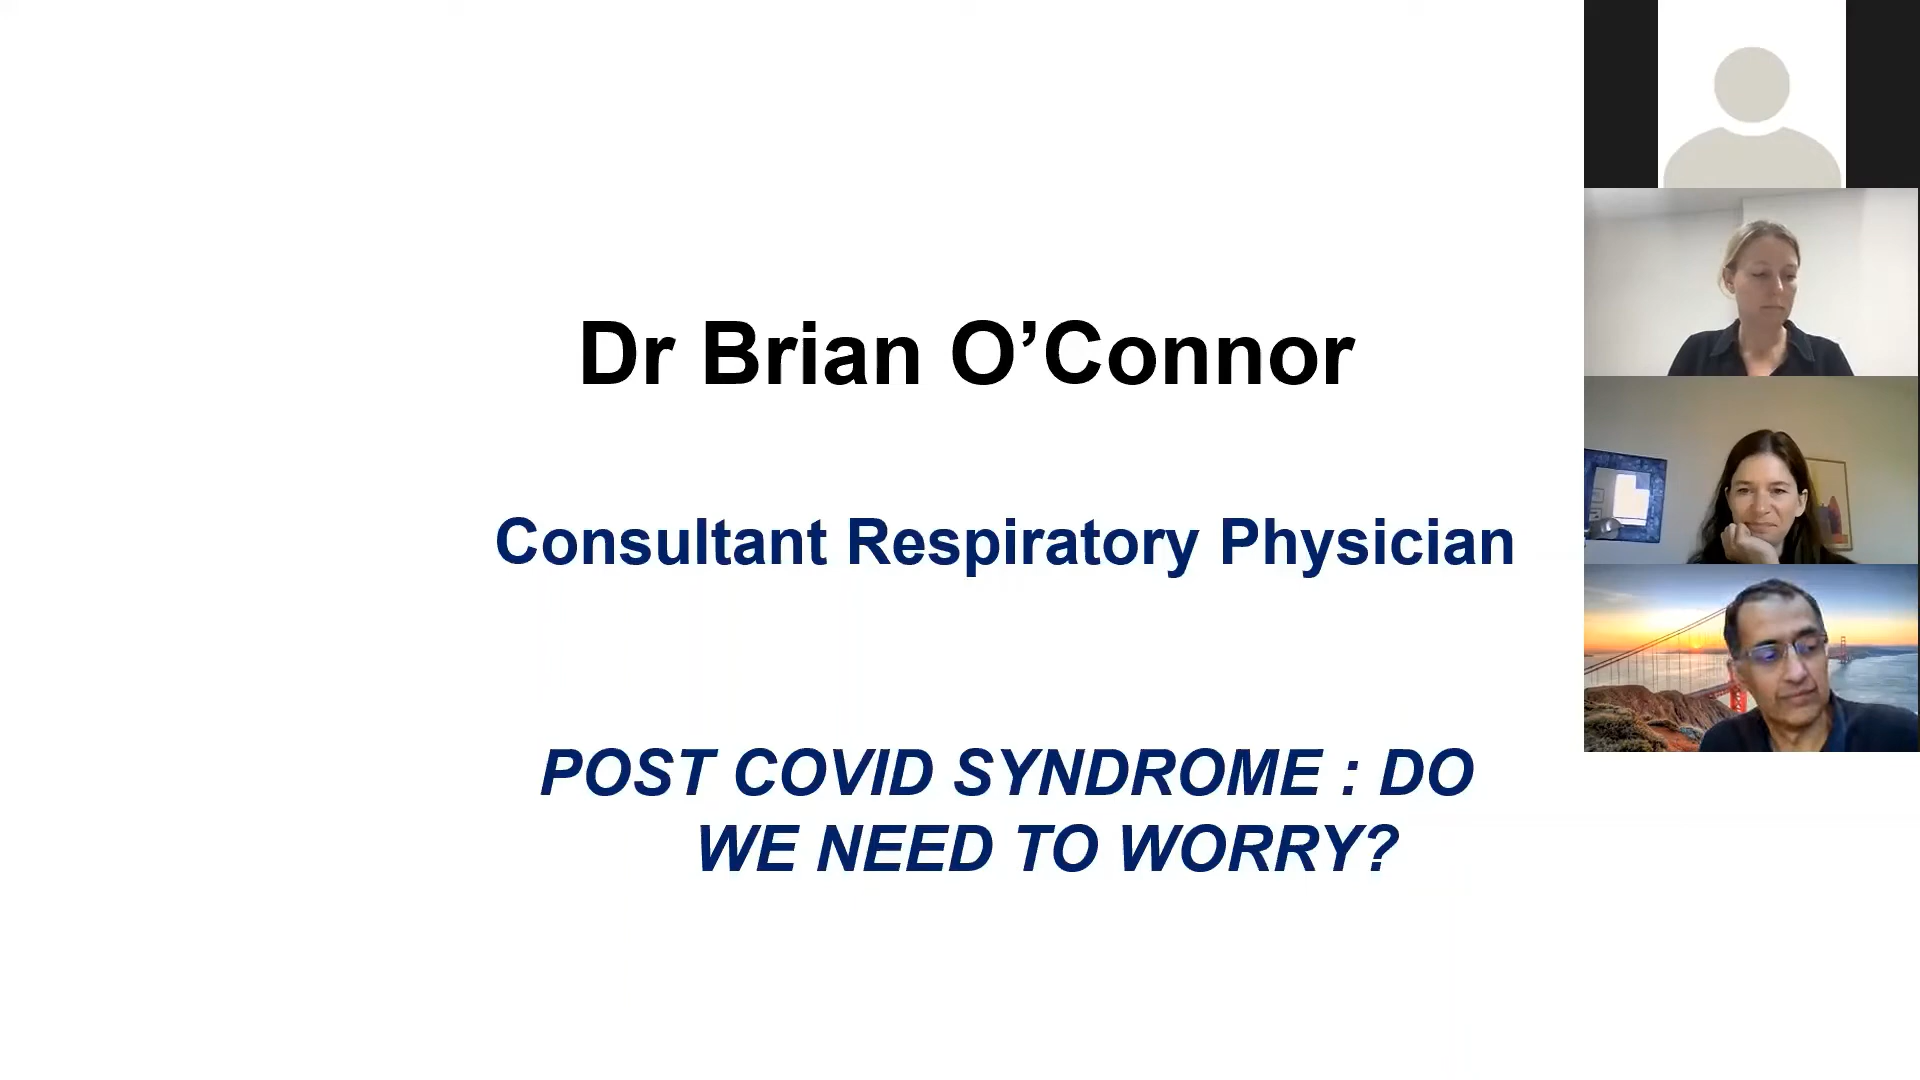 Dr Brian O’Connor
Consultant Respiratory Physician
POST COVID SYNDROME : DO
WE NEED TO WORRY?